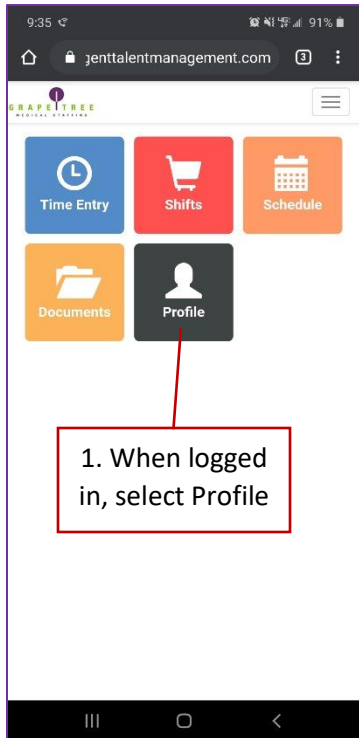 9:35
91%
genttalentmanagement.com
3
GRAPE TREE
MEDICAL STAFFING
Time Entry
Shifts
Schedule
Documents
Profile
1. When logged
in, select Profile